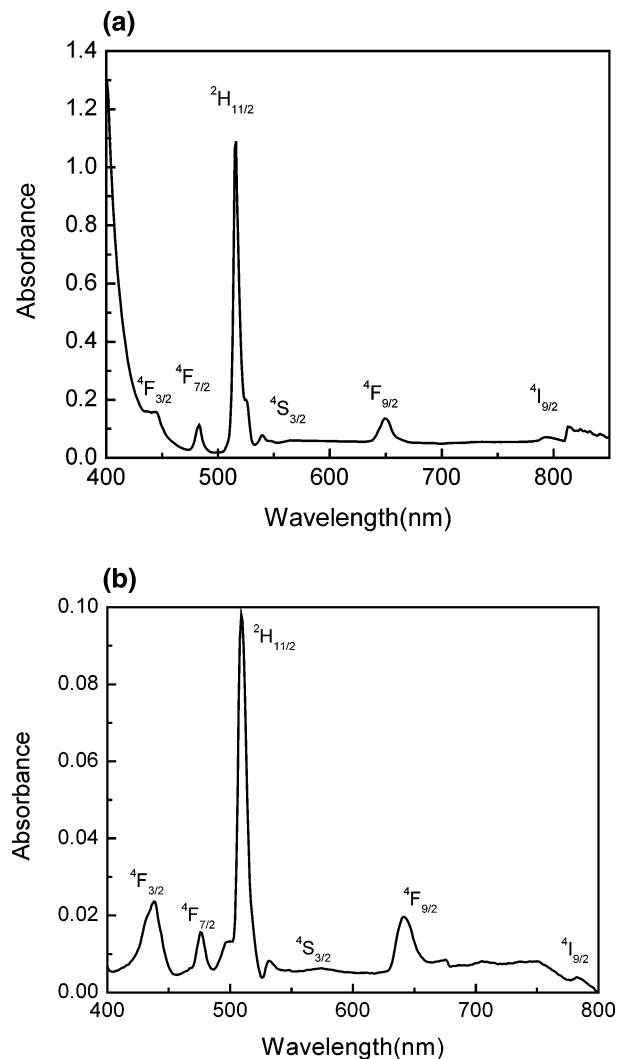 (a)
1.4
1.2
1.0
0.8
0.6
0.4
0.2
0.0
Absorbance
²H₁₁/₂
⁴F₃/₂
⁴F₇/₂
⁴S₃/₂
⁴F₉/₂
⁴I₉/₂
400 500 600 700 800
Wavelength(nm)
(b)
0.10
0.08
0.06
0.04
0.02
0.00
Absorbance
²H₁₁/₂
⁴F₃/₂
⁴F₇/₂
⁴S₃/₂
⁴F₉/₂
⁴I₉/₂
400 500 600 700 800
Wavelength(nm)